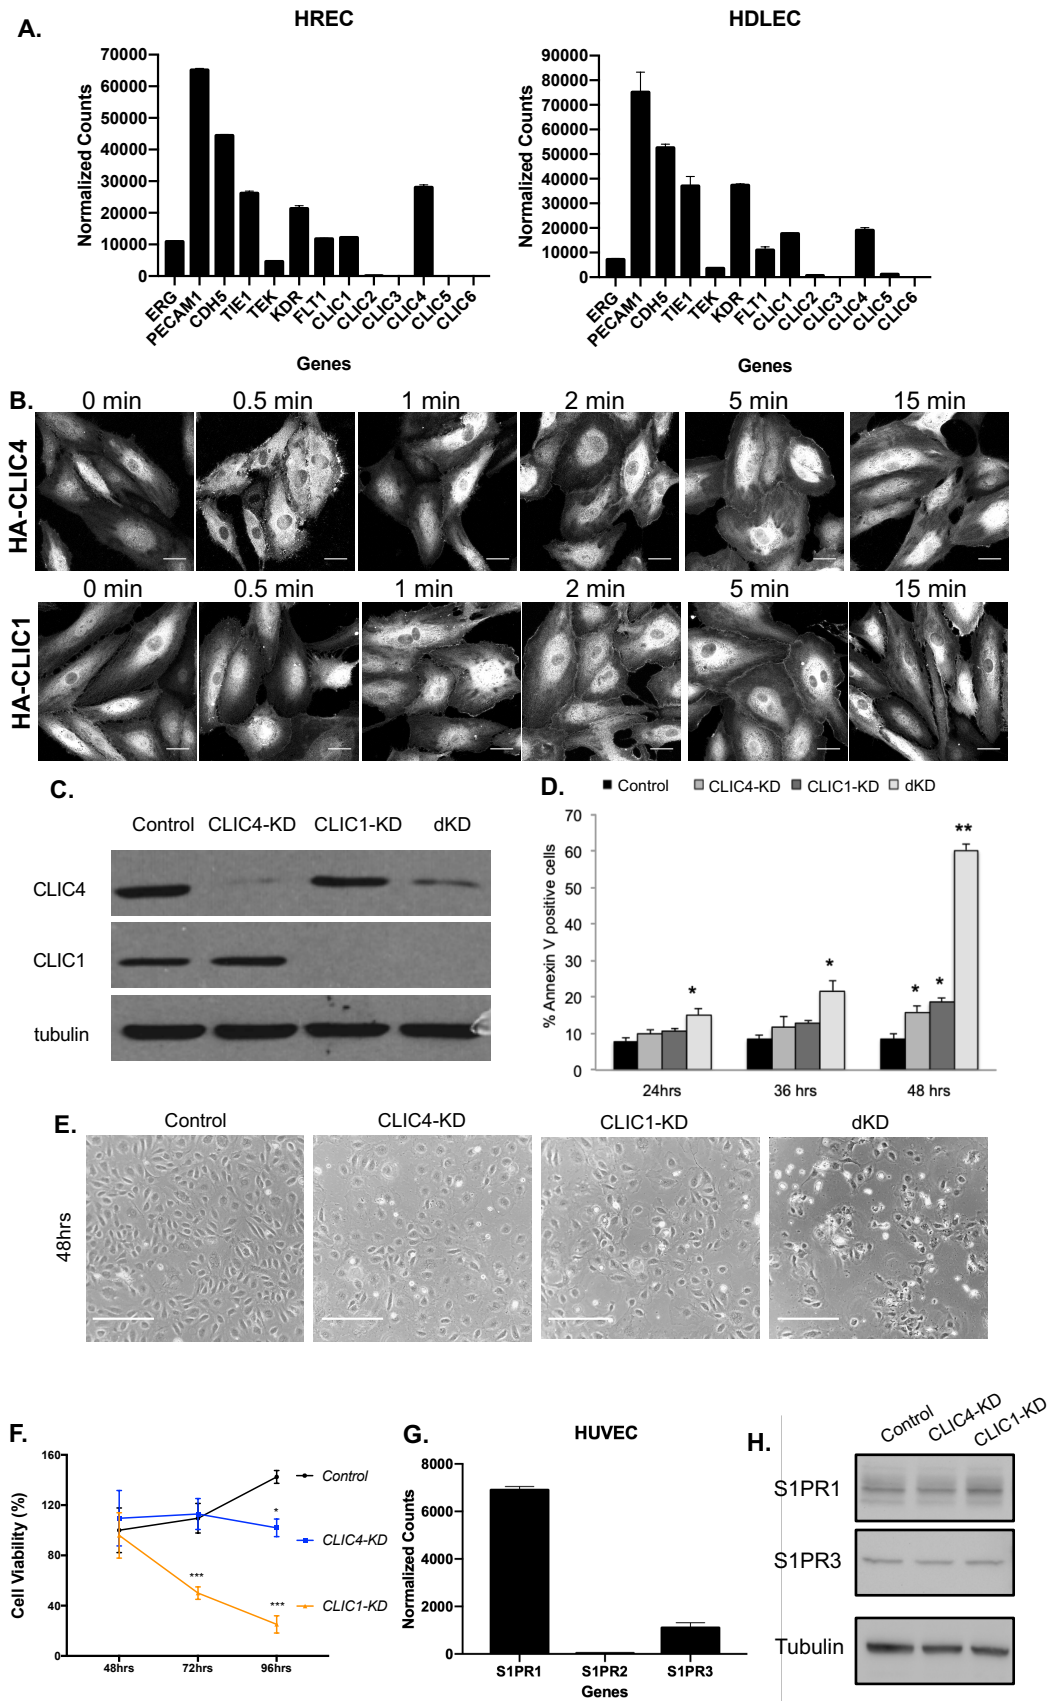 A.
HREC
HDLEC
Normalized Counts
70000
60000
50000
40000
30000
20000
10000
0
ERG
PECAM1
CDH5
TIE1
TEK
KDR
FLT1
CLIC1
CLIC2
CLIC3
CLIC4
CLIC5
CLIC6
Genes
Normalized Counts
90000
80000
70000
60000
50000
40000
30000
20000
10000
0
ERG
PECAM1
CDH5
TIE1
TEK
KDR
FLT1
CLIC1
CLIC2
CLIC3
CLIC4
CLIC5
CLIC6
Genes
B.
0 min 0.5 min 1 min 2 min 5 min 15 min
HA-CLIC4
0 min 0.5 min 1 min 2 min 5 min 15 min
HA-CLIC1
C.
Control CLIC4-KD CLIC1-KD dKD
CLIC4
CLIC1
tubulin
D.
Control CLIC4-KD CLIC1-KD dKD
% Annexin V positive cells
70
60
50
40
30
20
10
0
* * * * **
24hrs 36 hrs 48 hrs
E.
Control CLIC4-KD CLIC1-KD dKD
48hrs
F.
Cell Viability (%)
160
120
80
40
0
Control
*
CLIC4-KD
***
***
CLIC1-KD
48hrs 72hrs 96hrs
G.
HUVEC
Normalized Counts
8000
6000
4000
2000
0
S1PR1 S1PR2 S1PR3
Genes
H.
Control CLIC4-KD CLIC1-KD
S1PR1
S1PR3
Tubulin